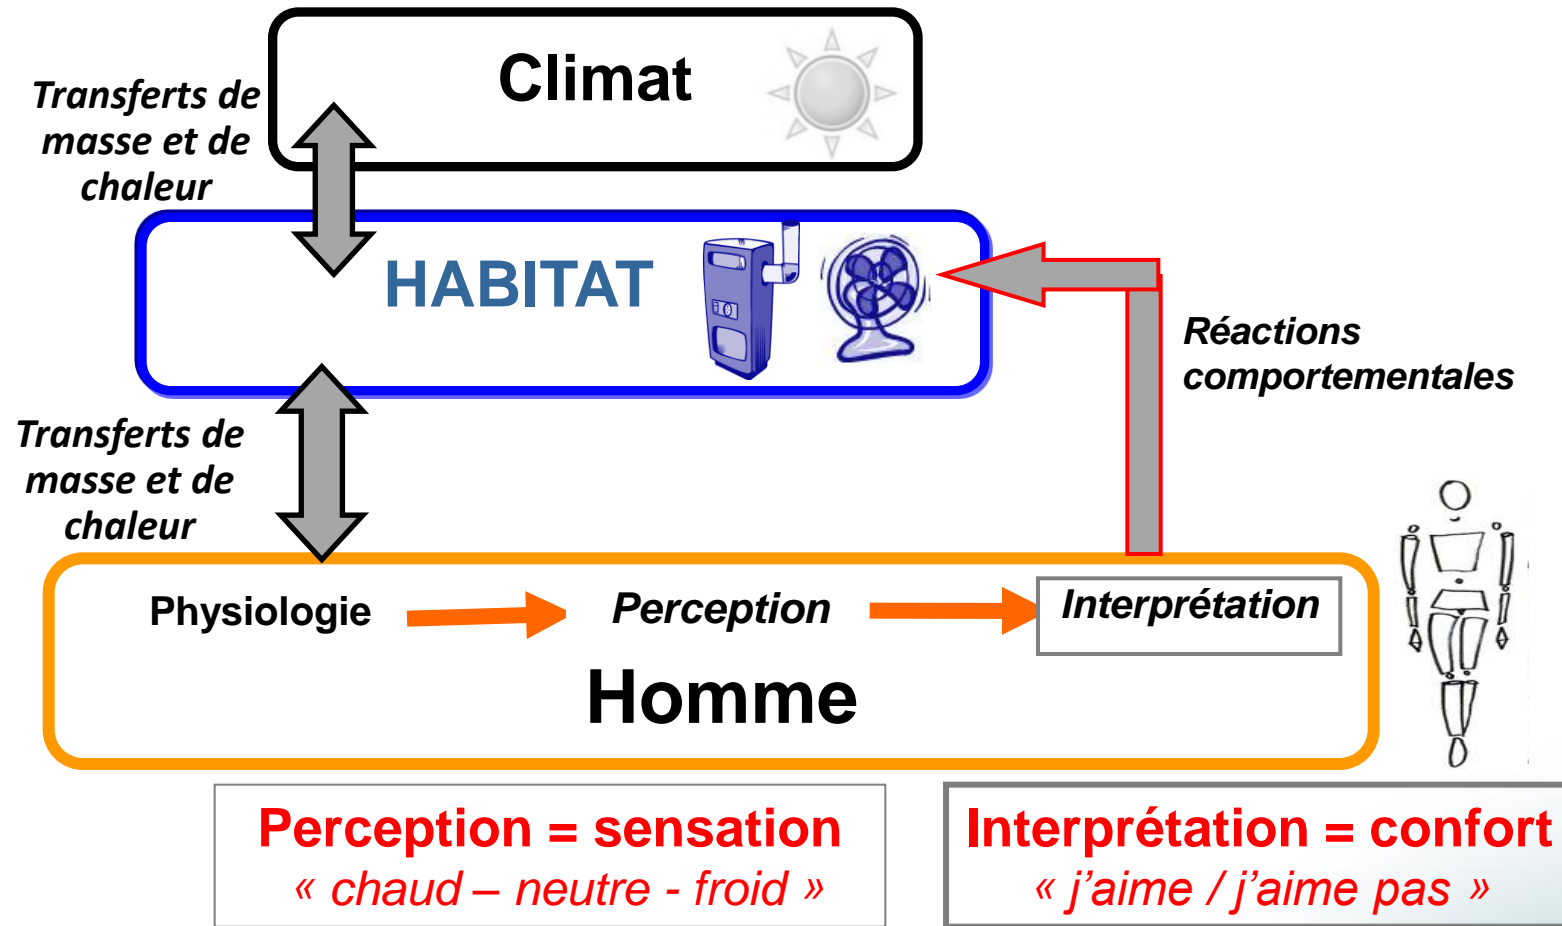 Climat
Transferts de
masse et de
chaleur
HABITAT
Réactions
comportementales
Transferts de
masse et de
chaleur
Physiologie
Perception
Interprétation
Homme
Perception = sensation
« chaud – neutre - froid »
Interprétation = confort
« j’aime / j’aime pas »